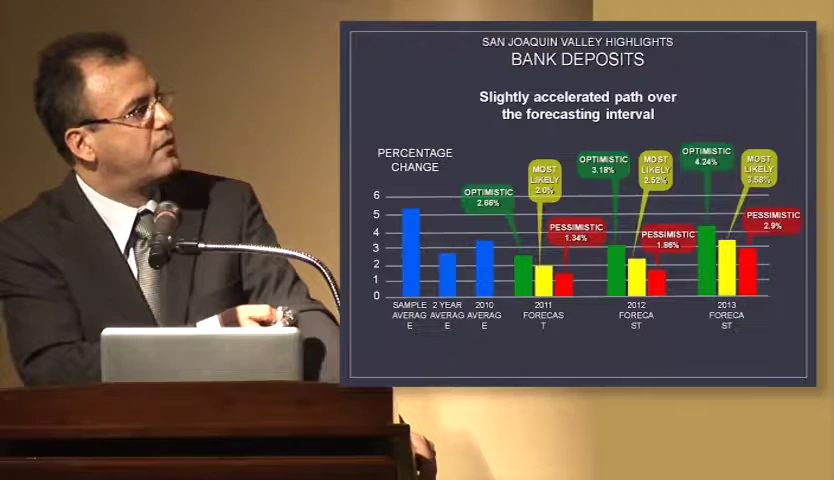 SAN JOAQUIN VALLEY HIGHLIGHTS
BANK DEPOSITS
Slightly accelerated path over
the forecasting interval
PERCENTAGE
CHANGE
OPTIMISTIC
2.66%
MOST
LIKELY
2.0%
PESSIMISTIC
1.34%
OPTIMISTIC
3.18%
MOST
LIKELY
2.52%
PESSIMISTIC
1.86%
OPTIMISTIC
4.24%
MOST
LIKELY
3.58%
PESSIMISTIC
2.9%
6
5
4
3
2
1
0
SAMPLE
AVERAG
E
2 YEAR
AVERAG
E
2010
AVERAG
E
2011
FORECAS
T
2012
FORECA
ST
2013
FORECA
ST